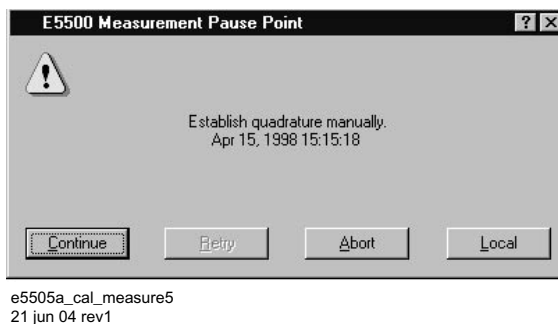 E5500 Measurement Pause Point
Establish quadrature manually.
Apr 15, 1998 15:15:18
Continue Retry Abort Local
e5505a_cal_measure5
21 jun 04 rev1